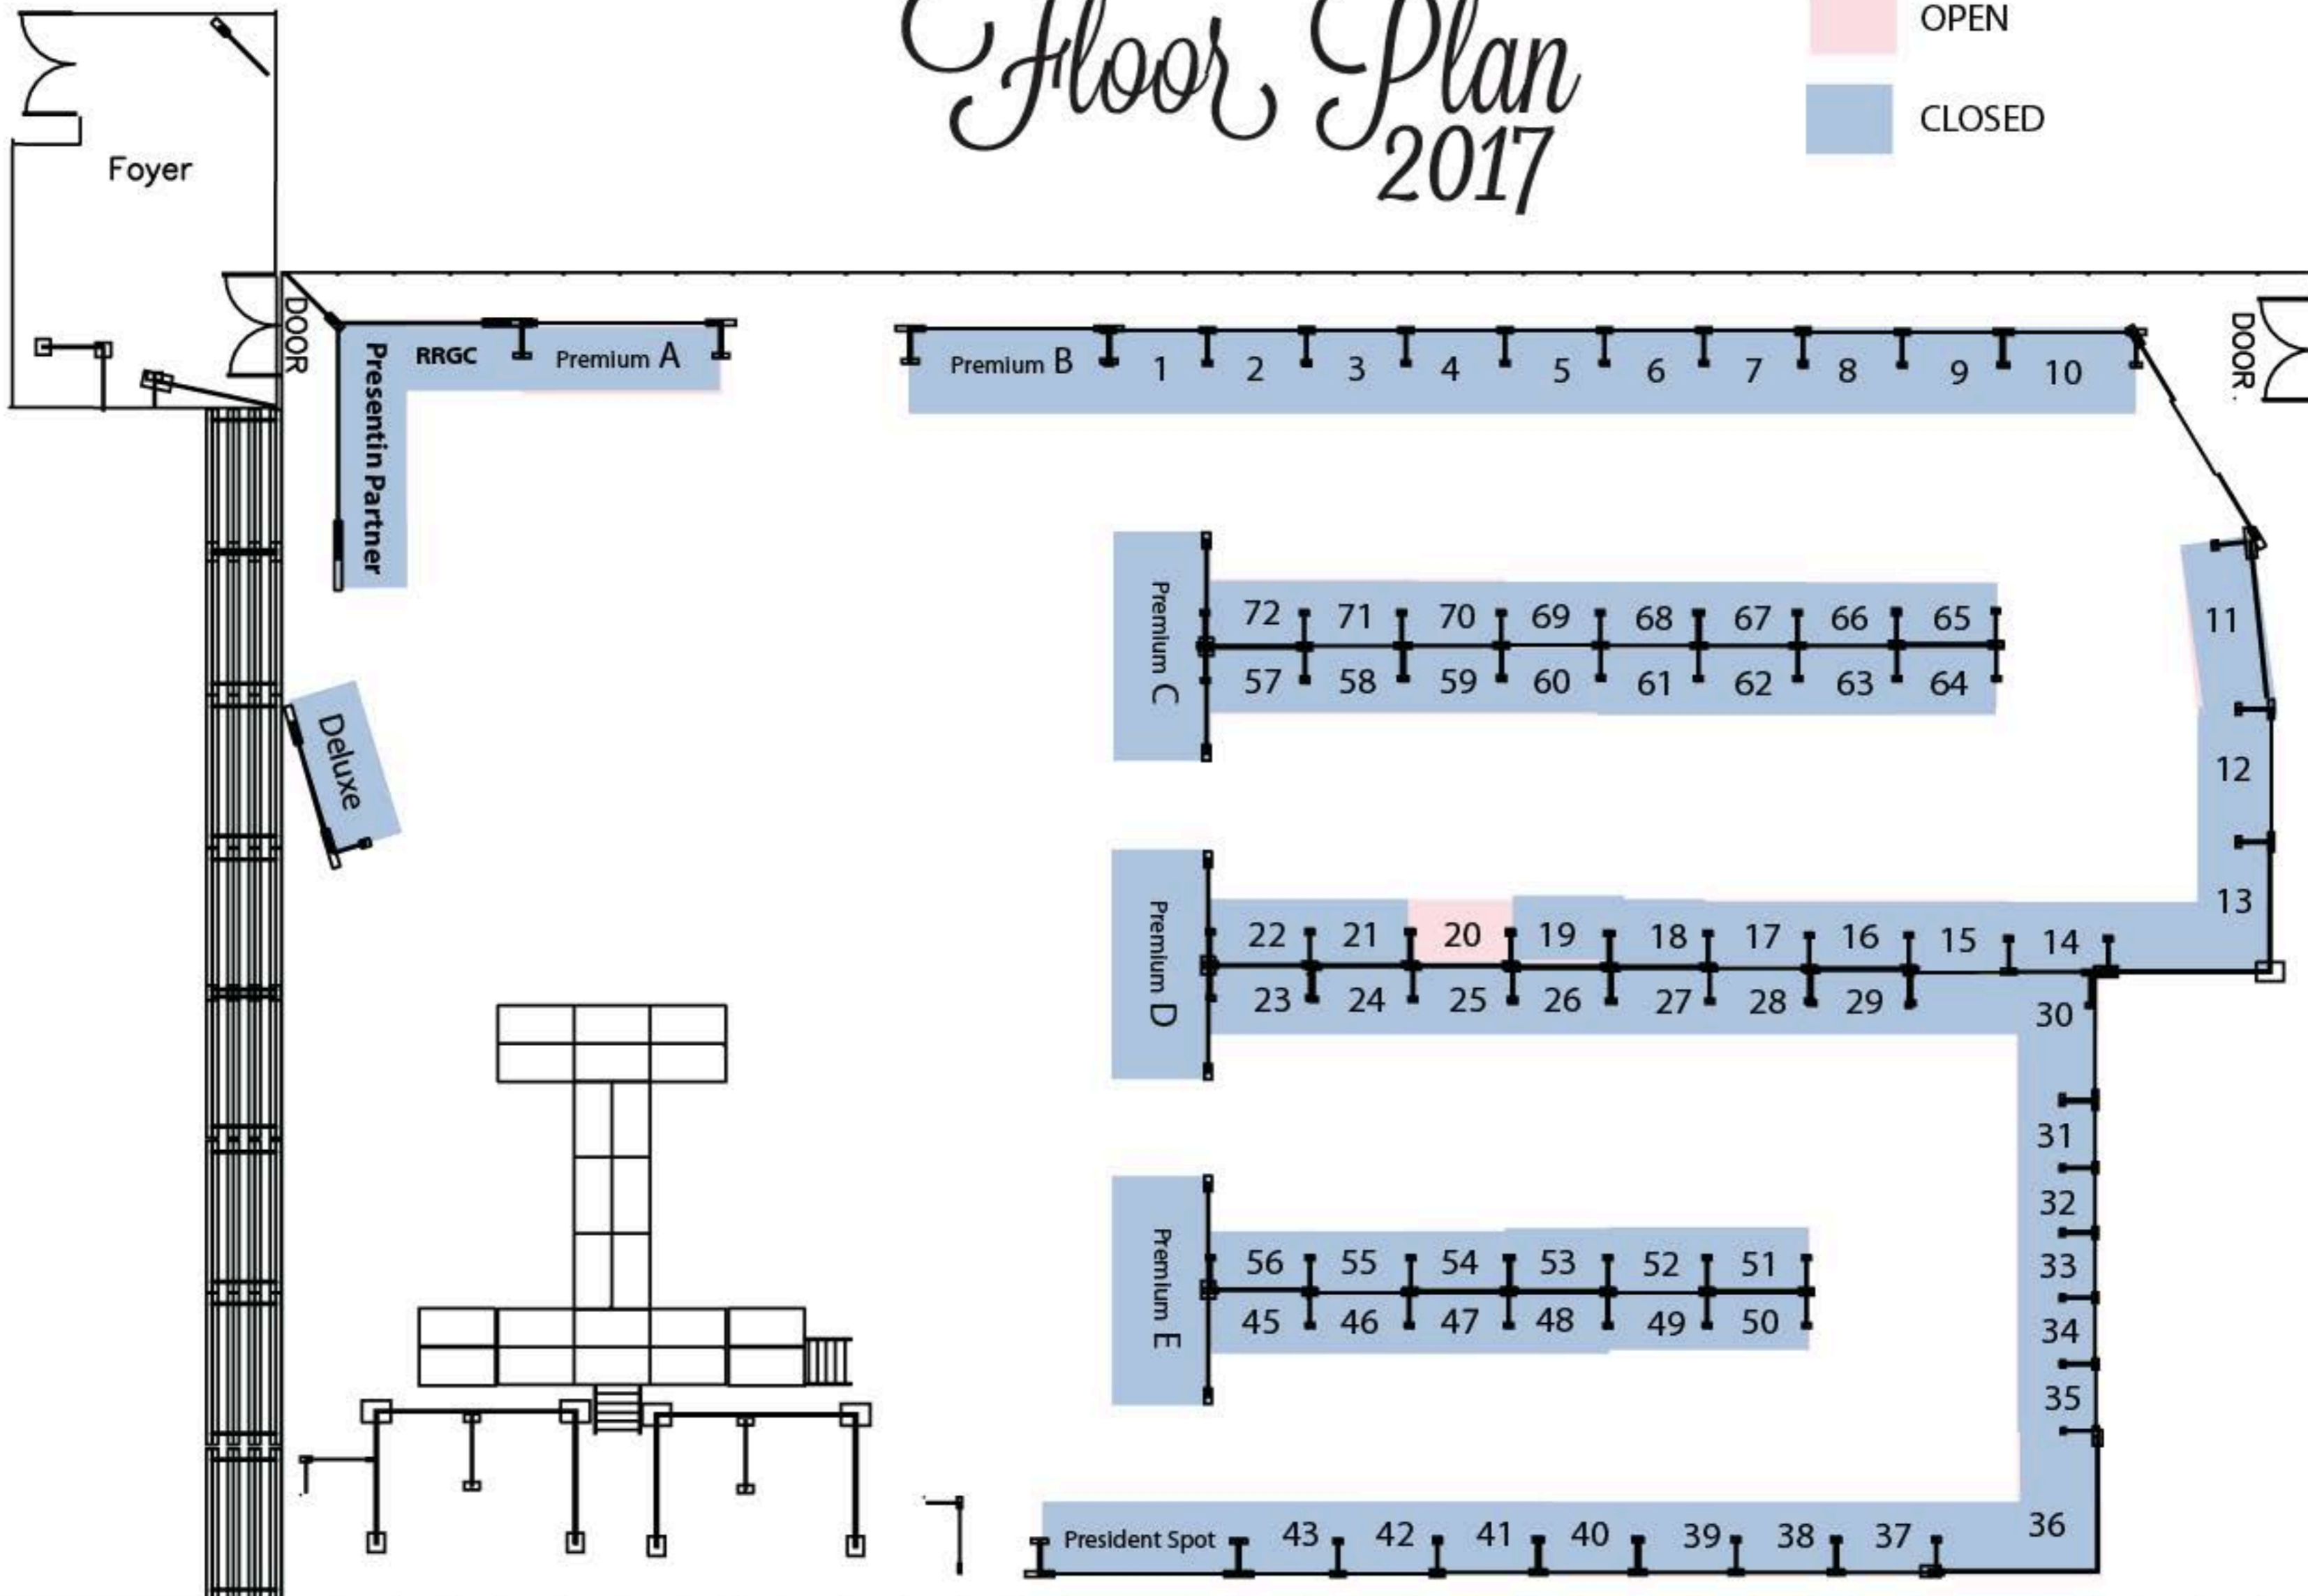 Floor Plan
2017
OPEN
CLOSED
Foyer
DOOR
DOOR.
RRGC
Premium A
Presentin Partner
Premium B
1 2 3 4 5 6 7 8 9 10
11
12
13
Deluxe
Premium C
72 71 70 69 68 67 66 65
57 58 59 60 61 62 63 64
Premium D
22 21 20 19 18 17 16 15 14
23 24 25 26 27 28 29 30
31
32
33
34
35
36
Premium E
56 55 54 53 52 51
45 46 47 48 49 50
President Spot 43 42 41 40 39 38 37